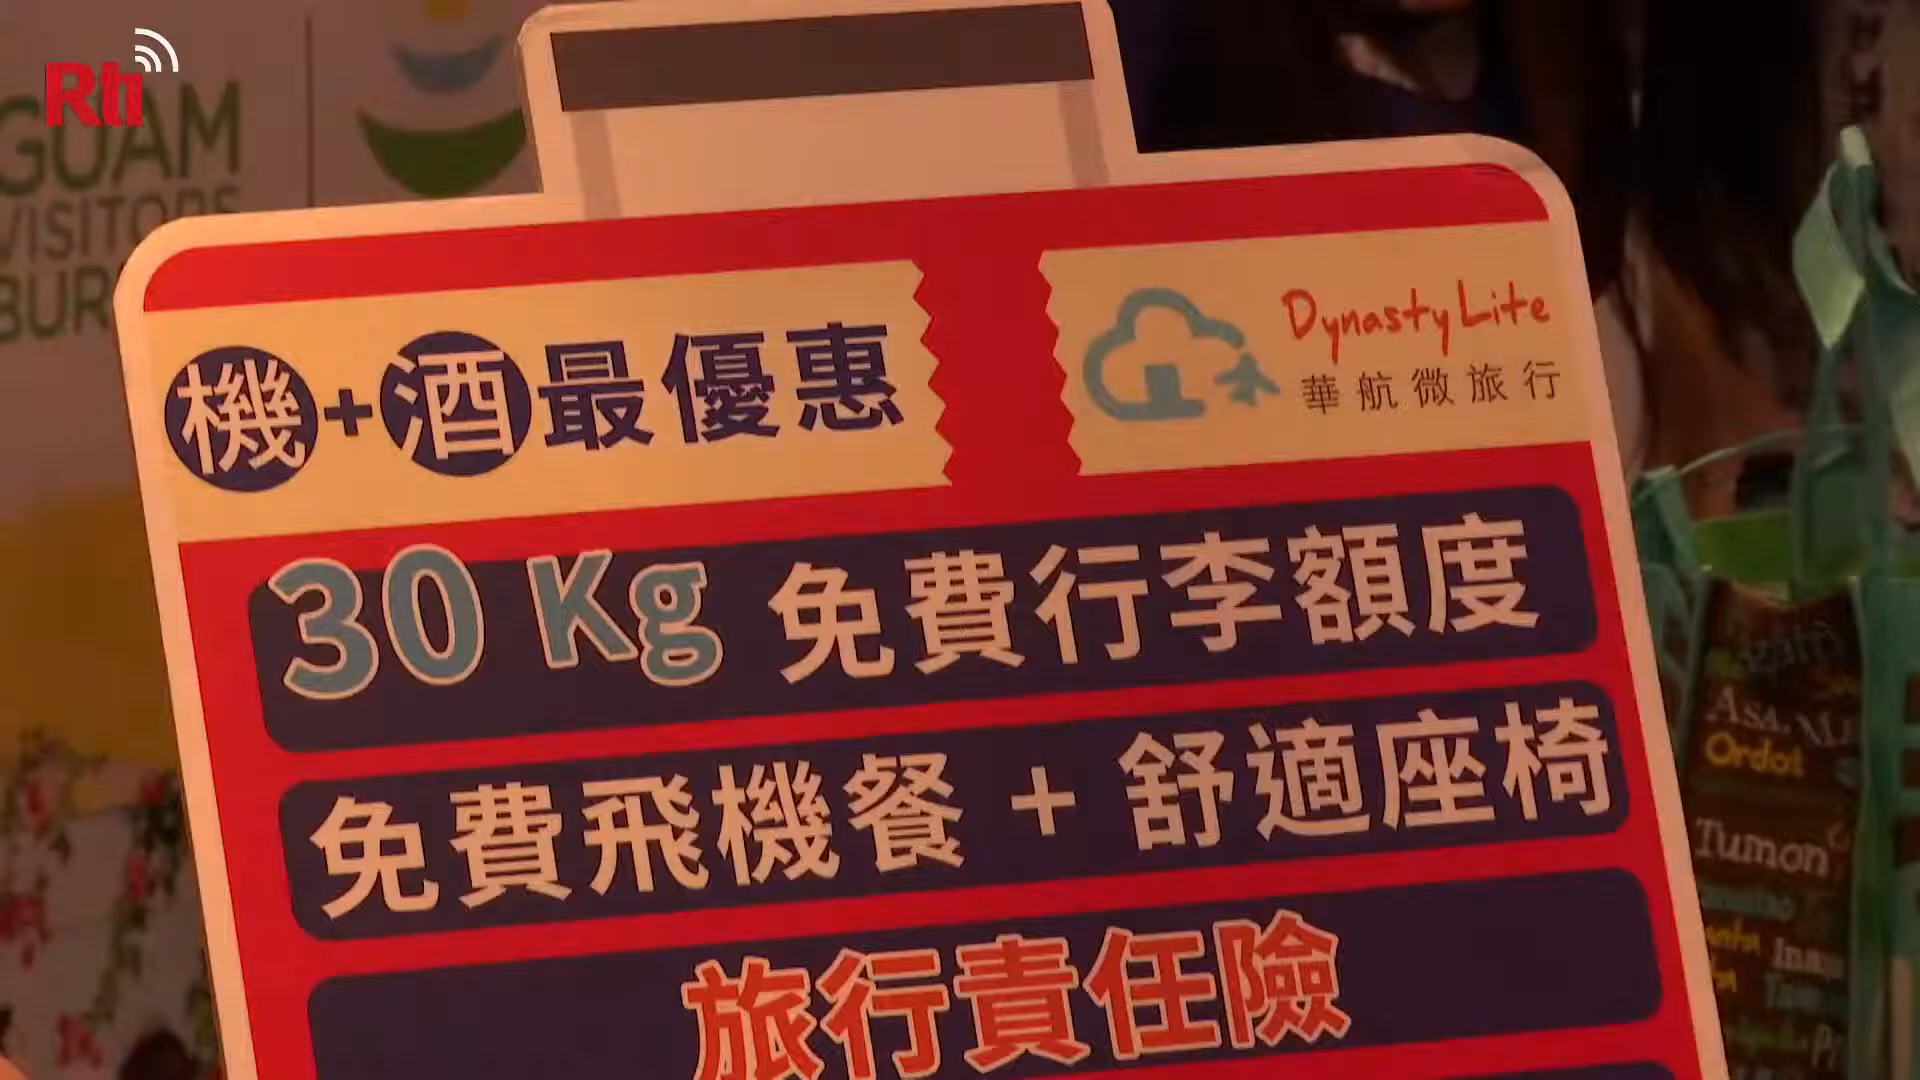 Rti
GUAM
VISITORS
BUR
機+酒最優惠
Dynasty Lite
華航微旅行
30 Kg 免費行李額度
免費飛機餐 + 舒適座椅
旅行責任險
Ordot
Tumon